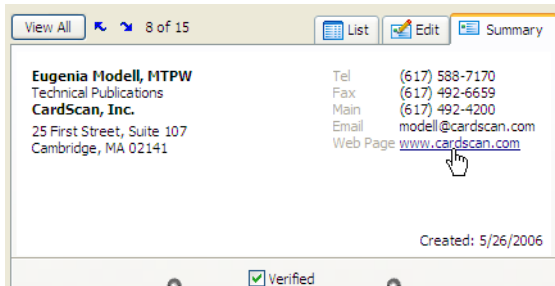 View All 8 of 15 List Edit Summary
Eugenia Modell, MTPW
Technical Publications
CardScan, Inc.
25 First Street, Suite 107
Cambridge, MA 02141
Tel (617) 588-7170
Fax (617) 492-6659
Main (617) 492-4200
Email modell@cardscan.com
Web Page www.cardscan.com
Created: 5/26/2006
Verified